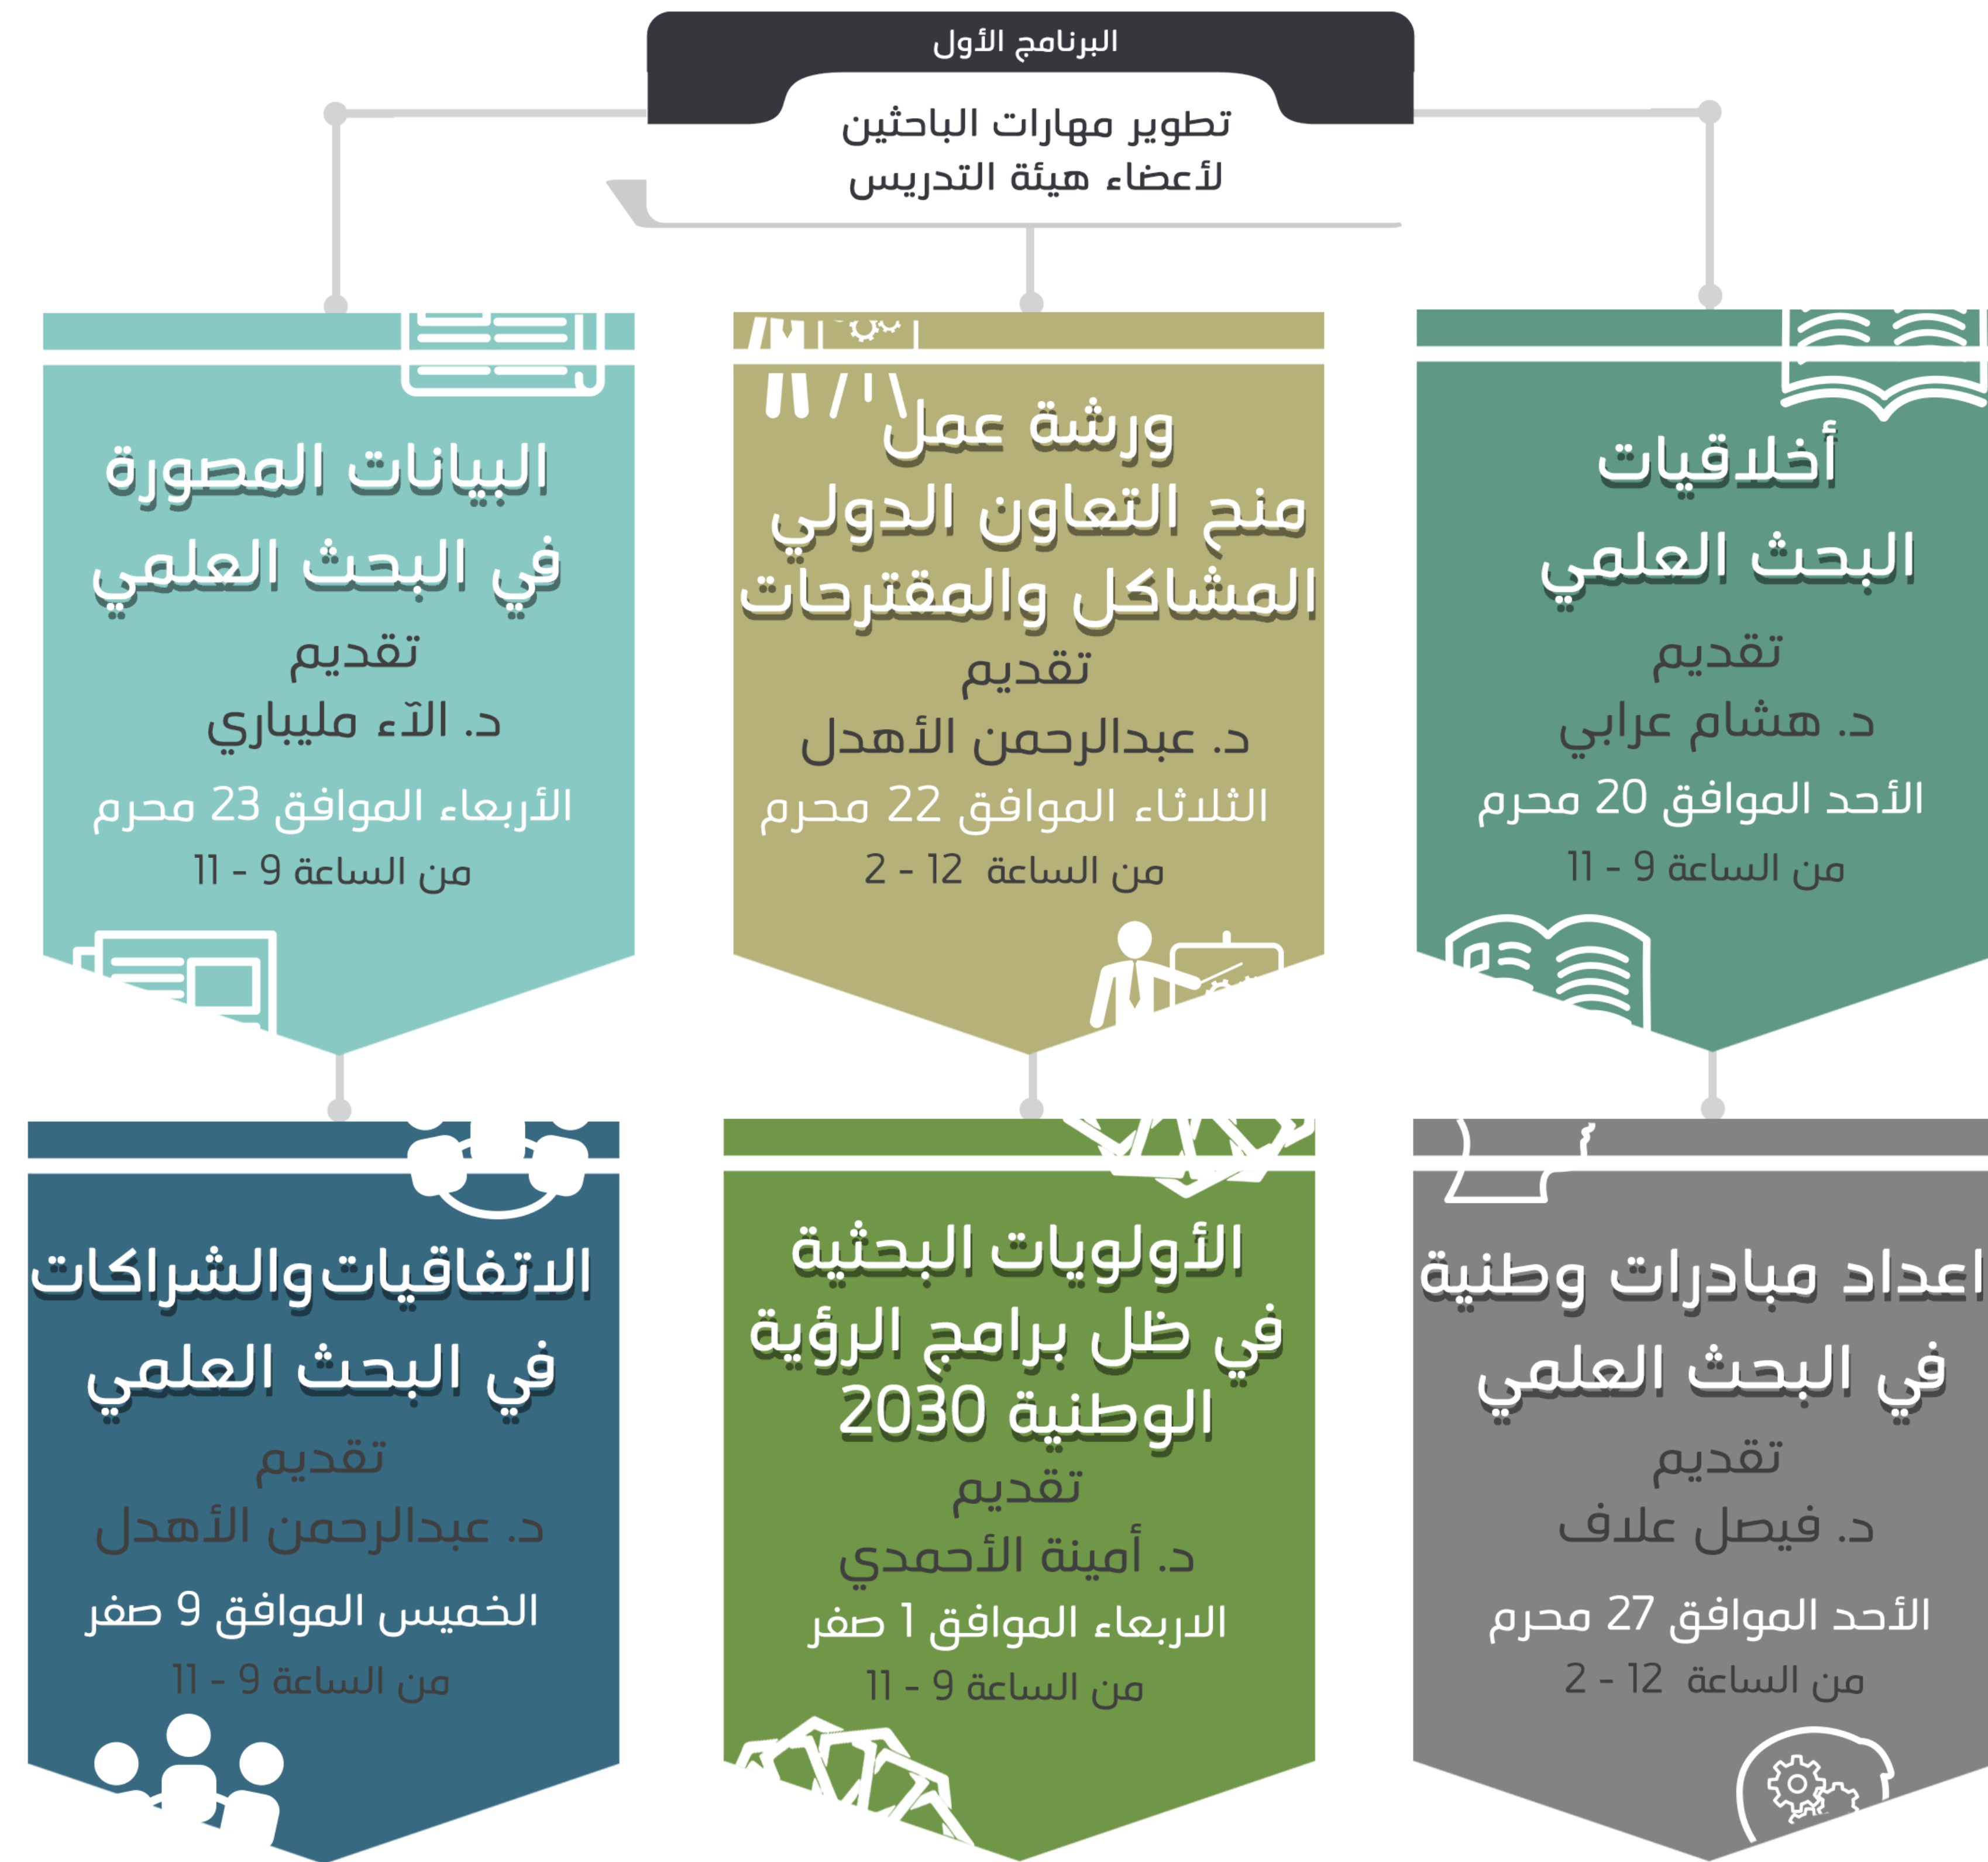 البرنامج الأول
تطوير مهارات الباحثين
لأعضاء هيئة التدريس
أخلاقيات
البحث العلمي
تقديم
د. هشام عرابي
الأحد الموافق 20 محرم
من الساعة 9 - 11
ورشة عمل
منح التعاون الدولي
المشاكل والمقترحات
تقديم
د. عبدالرحمن الأهدل
الثلاثاء الموافق 22 محرم
من الساعة 12 - 2
البيانات المصورة
في البحث العلمي
تقديم
د. الآء مليباري
الأربعاء الموافق 23 محرم
من الساعة 9 - 11
اعداد مبادرات وطنية
في البحث العلمي
تقديم
د. فيصل علاف
الأحد الموافق 27 محرم
من الساعة 12 - 2
الأولويات البحثية
في ظل برامج الرؤية
الوطنية 2030
تقديم
د. أمينة الأحمدي
الاربعاء الموافق 1 صفر
من الساعة 9 - 11
الاتفاقيات والشراكات
في البحث العلمي
تقديم
د. عبدالرحمن الأهدل
الخميس الموافق 9 صفر
من الساعة 9 - 11